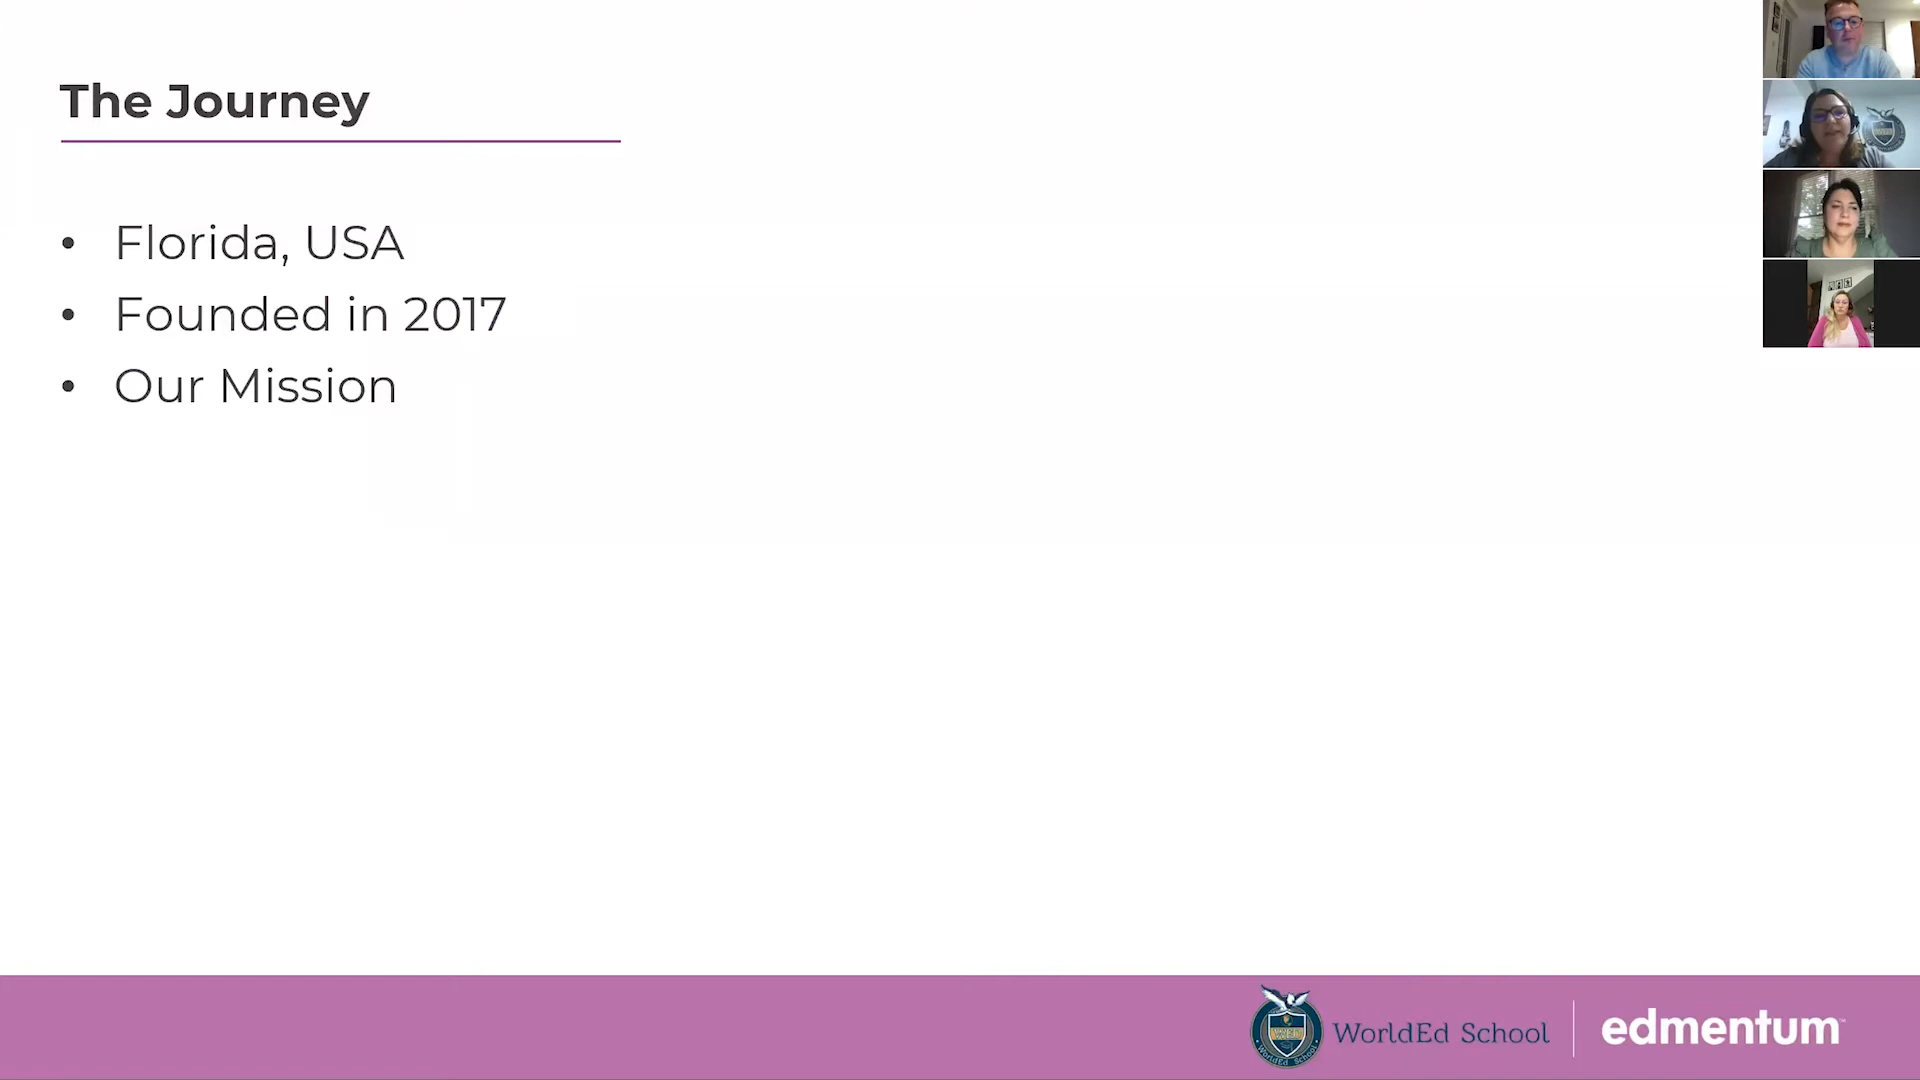 The Journey
• Florida, USA
• Founded in 2017
• Our Mission
WorldEd School
edmentum